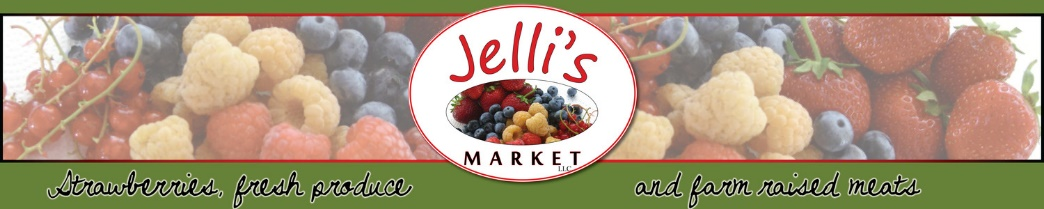 Jelli's
MARKET
LLC
Strawberries, fresh produce
and farm raised meats